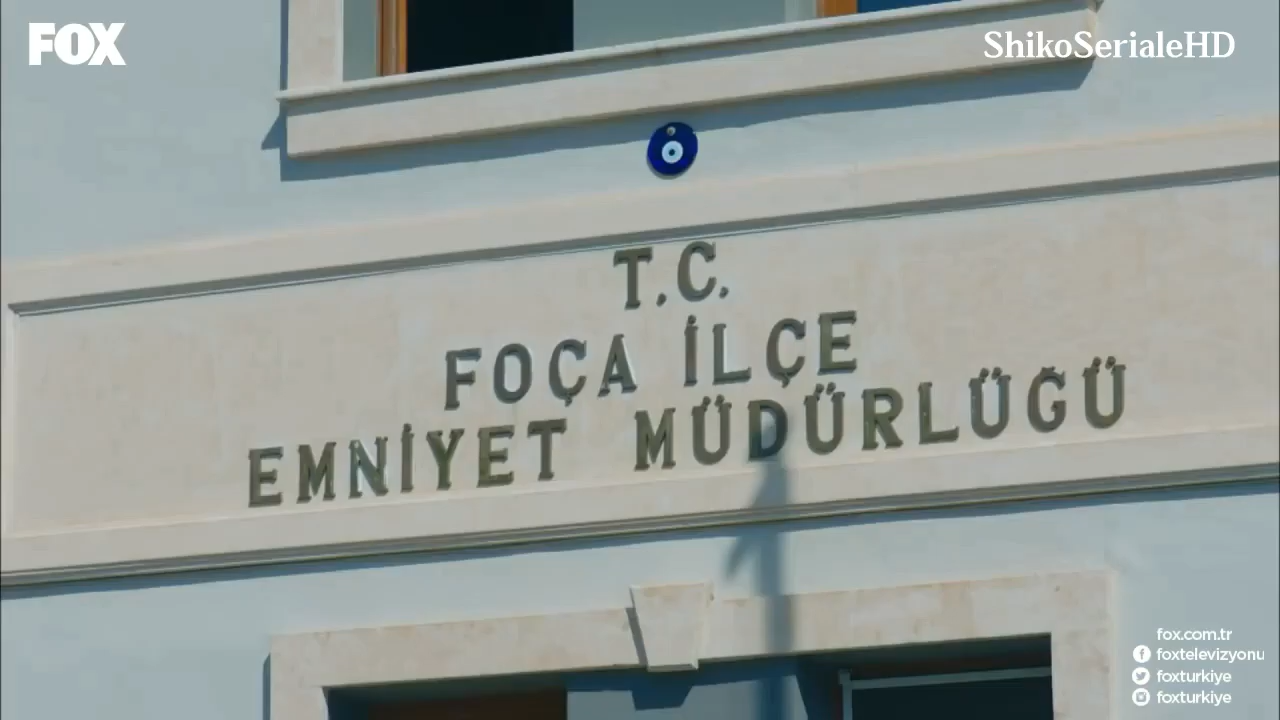 FOX
ShikoSerialeHD
T.C.
FOÇA İLÇE
EMNİYET MÜDÜRLÜĞÜ
fox.com.tr
foxtelevizyonu
foxturkiye
foxturkiye